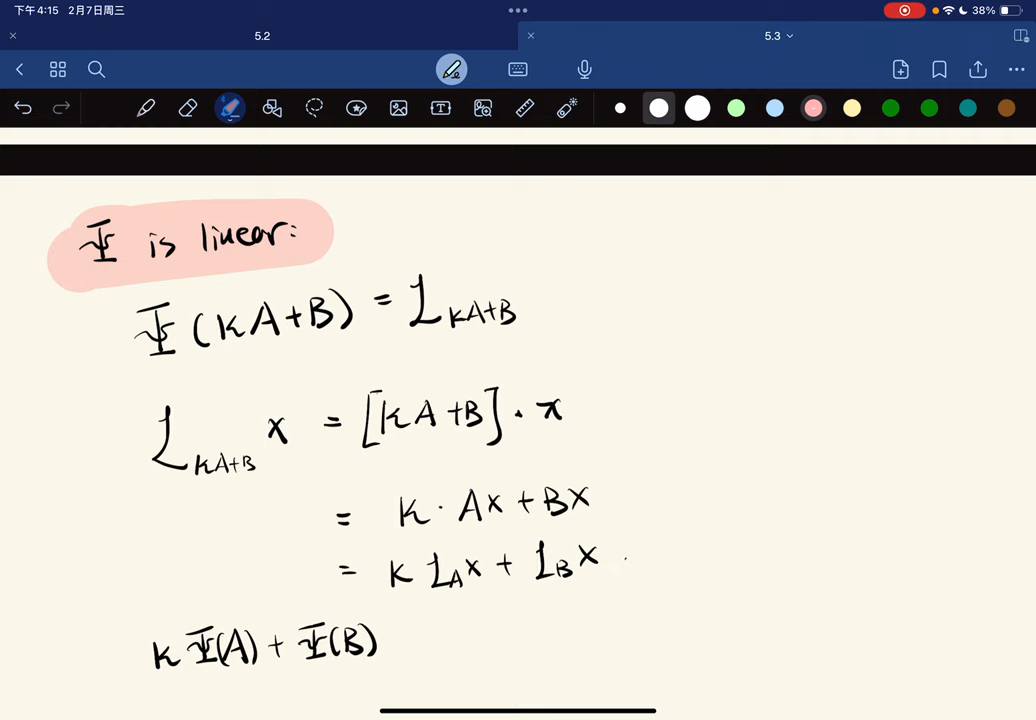 下午4:15 2月7日周三 38%
5.2 5.3
Ψ is linear:
Ψ(KA+B) = L_{KA+B}
L_{KA+B} x = [KA+B]·x
= K·Ax+Bx
= K L_A x + L_B x
K Ψ(A) + Ψ(B)